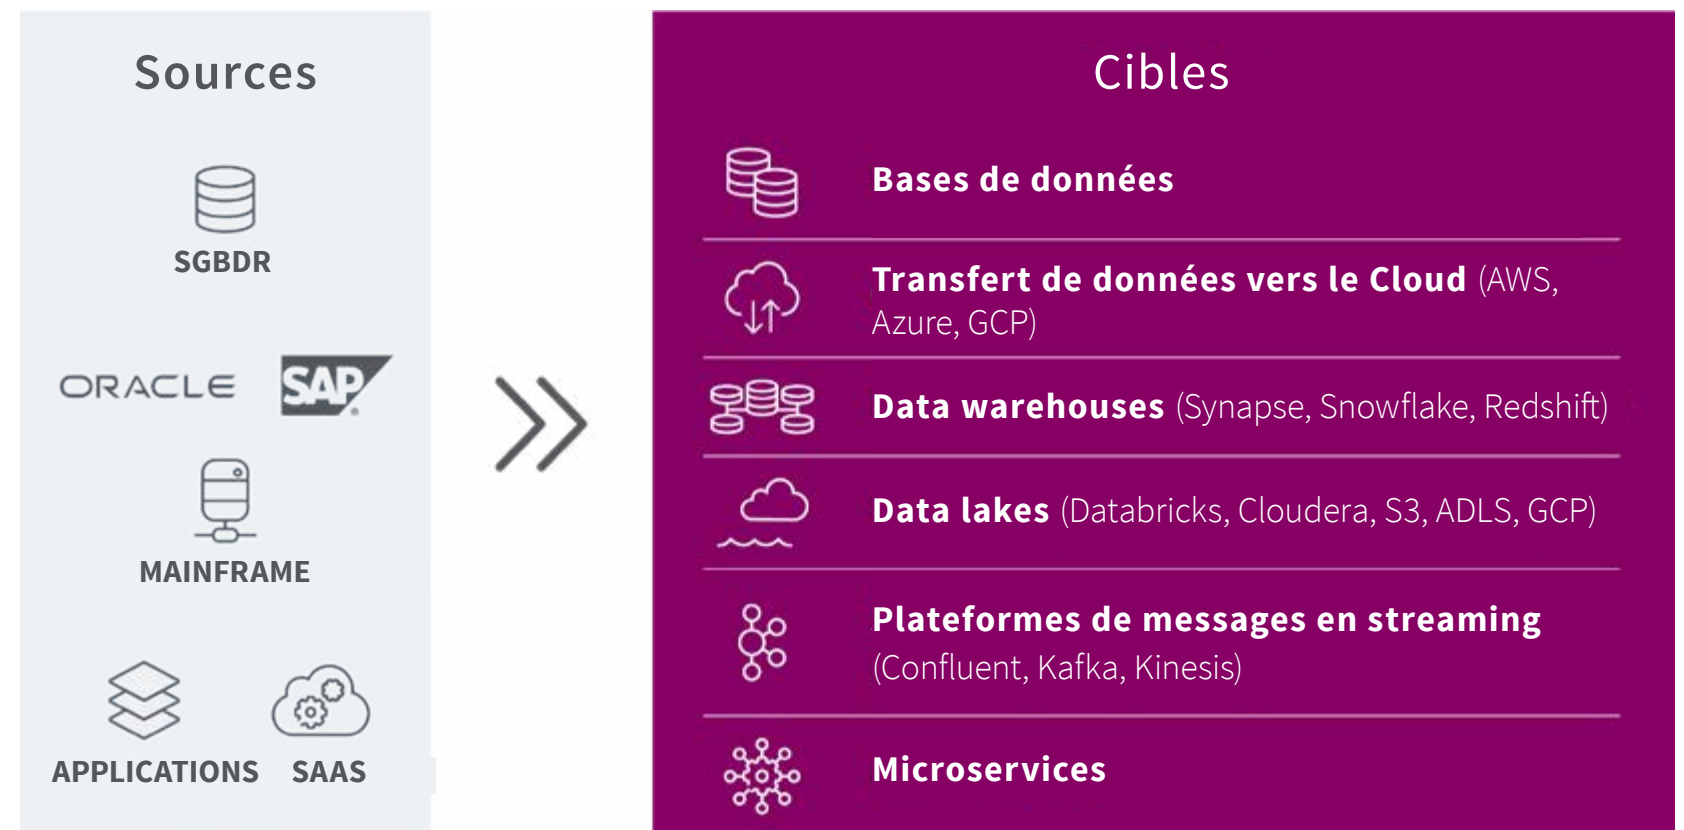 Sources
SGBDR
ORACLE SAP®
MAINFRAME
APPLICATIONS SAAS
Cibles
Bases de données
Transfert de données vers le Cloud (AWS,
Azure, GCP)
Data warehouses (Synapse, Snowflake, Redshift)
Data lakes (Databricks, Cloudera, S3, ADLS, GCP)
Plateformes de messages en streaming
(Confluent, Kafka, Kinesis)
Microservices